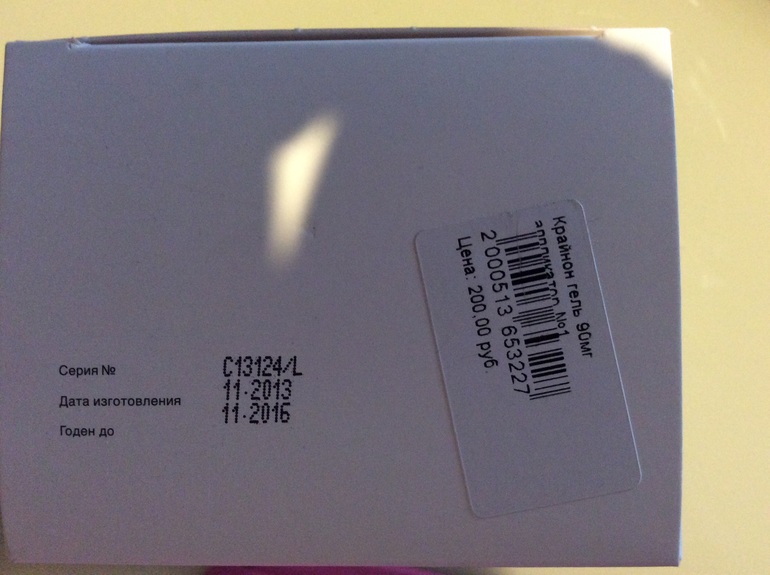 Серия № C13124/L
Дата изготовления 11·2013
Годен до 11·2016
Крайнон гель 90мг
аппликатор №1
2 000513 653227
Цена: 200,00 руб.